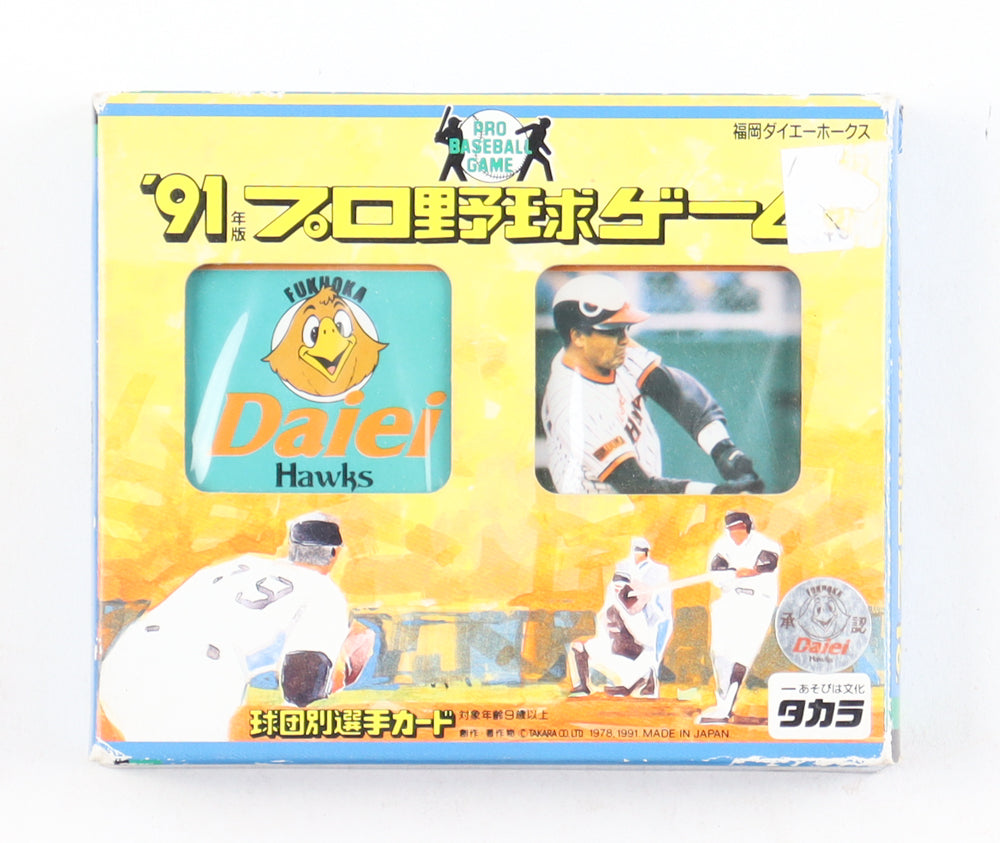 PRO
BASEBALL
GAME
福岡ダイエーホークス
'91年版 プロ野球ゲーム
FUKUOKA
Daiei
Hawks
19
FUKUOKA
承 認
Daiei
Hawks
球団別選手カード 対象年齢9歳以上
創作・著作物 © TAKARA CO.,LTD. 1978, 1991 MADE IN JAPAN
—あそびは文化
タカラ